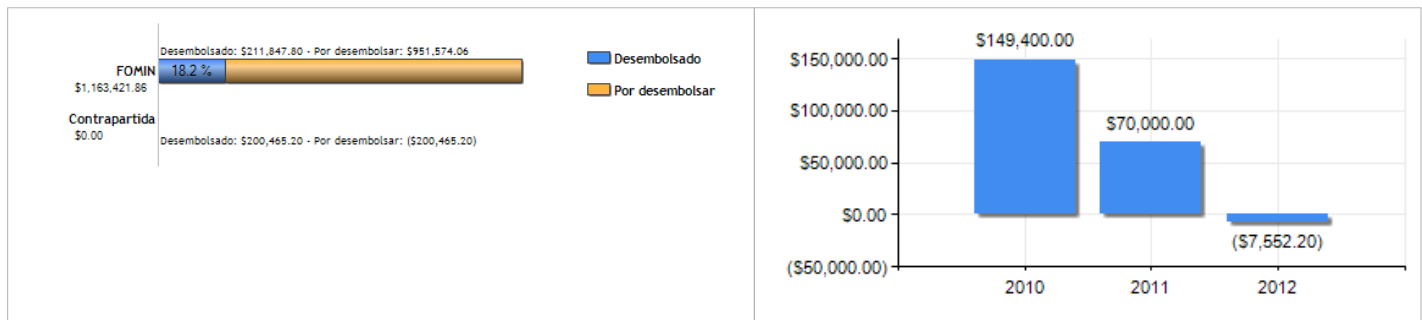 Desembolsado: $211,847.80 - Por desembolsar: $951,574.06
FOMIN
18.2 %
$1,163,421.86
Contrapartida
$0.00
Desembolsado: $200,465.20 - Por desembolsar: ($200,465.20)
Desembolsado
Por desembolsar
$149,400.00
$150,000.00
$100,000.00
$70,000.00
$50,000.00
$0.00
($7,552.20)
($50,000.00)
2010 2011 2012